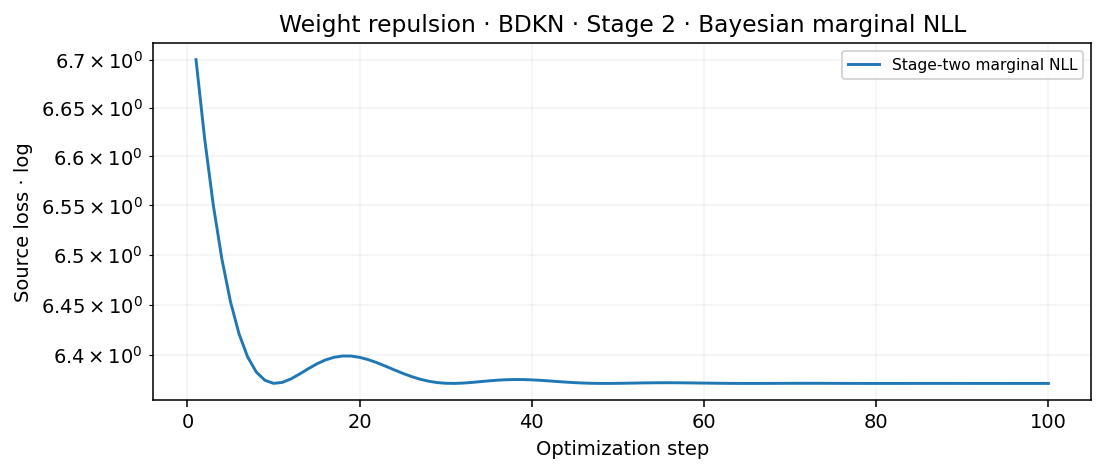 Weight repulsion · BDKN · Stage 2 · Bayesian marginal NLL
Stage-two marginal NLL
Source loss · log
6.7 × 10⁰
6.65 × 10⁰
6.6 × 10⁰
6.55 × 10⁰
6.5 × 10⁰
6.45 × 10⁰
6.4 × 10⁰
0 20 40 60 80 100
Optimization step